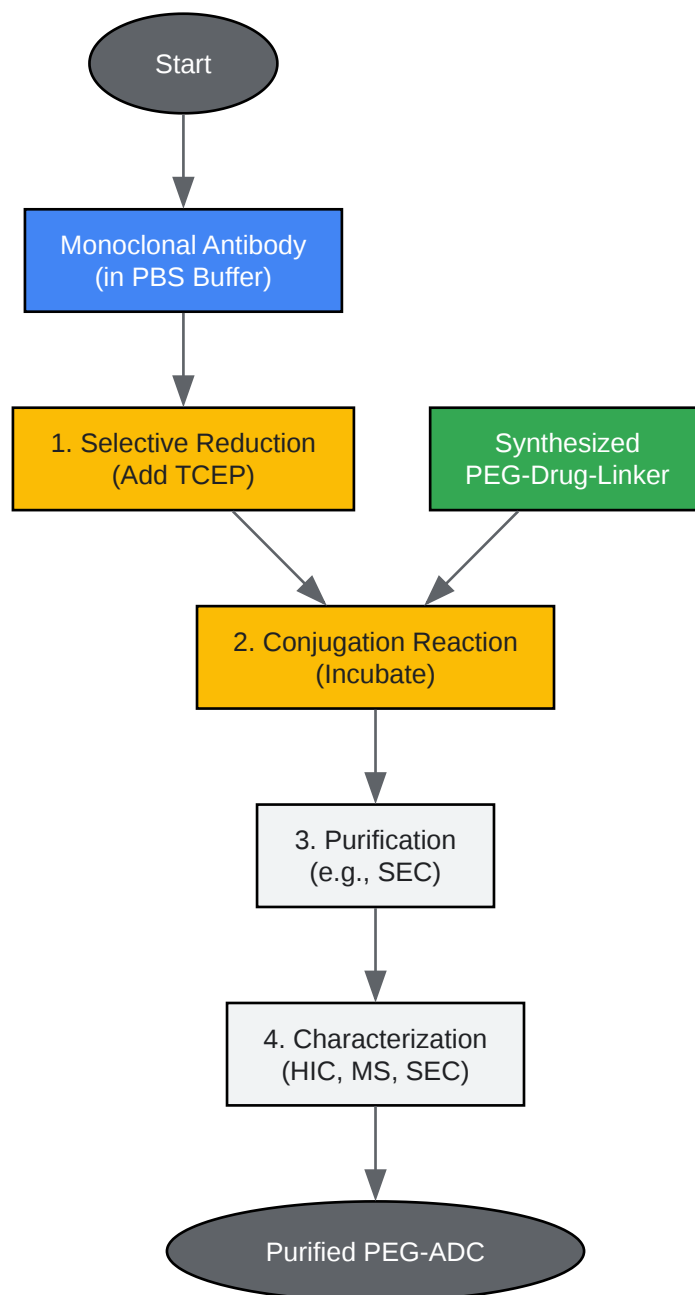 Start
Monoclonal Antibody
(in PBS Buffer)
1. Selective Reduction
(Add TCEP)
Synthesized
PEG-Drug-Linker
2. Conjugation Reaction
(Incubate)
3. Purification
(e.g., SEC)
4. Characterization
(HIC, MS, SEC)
Purified PEG-ADC